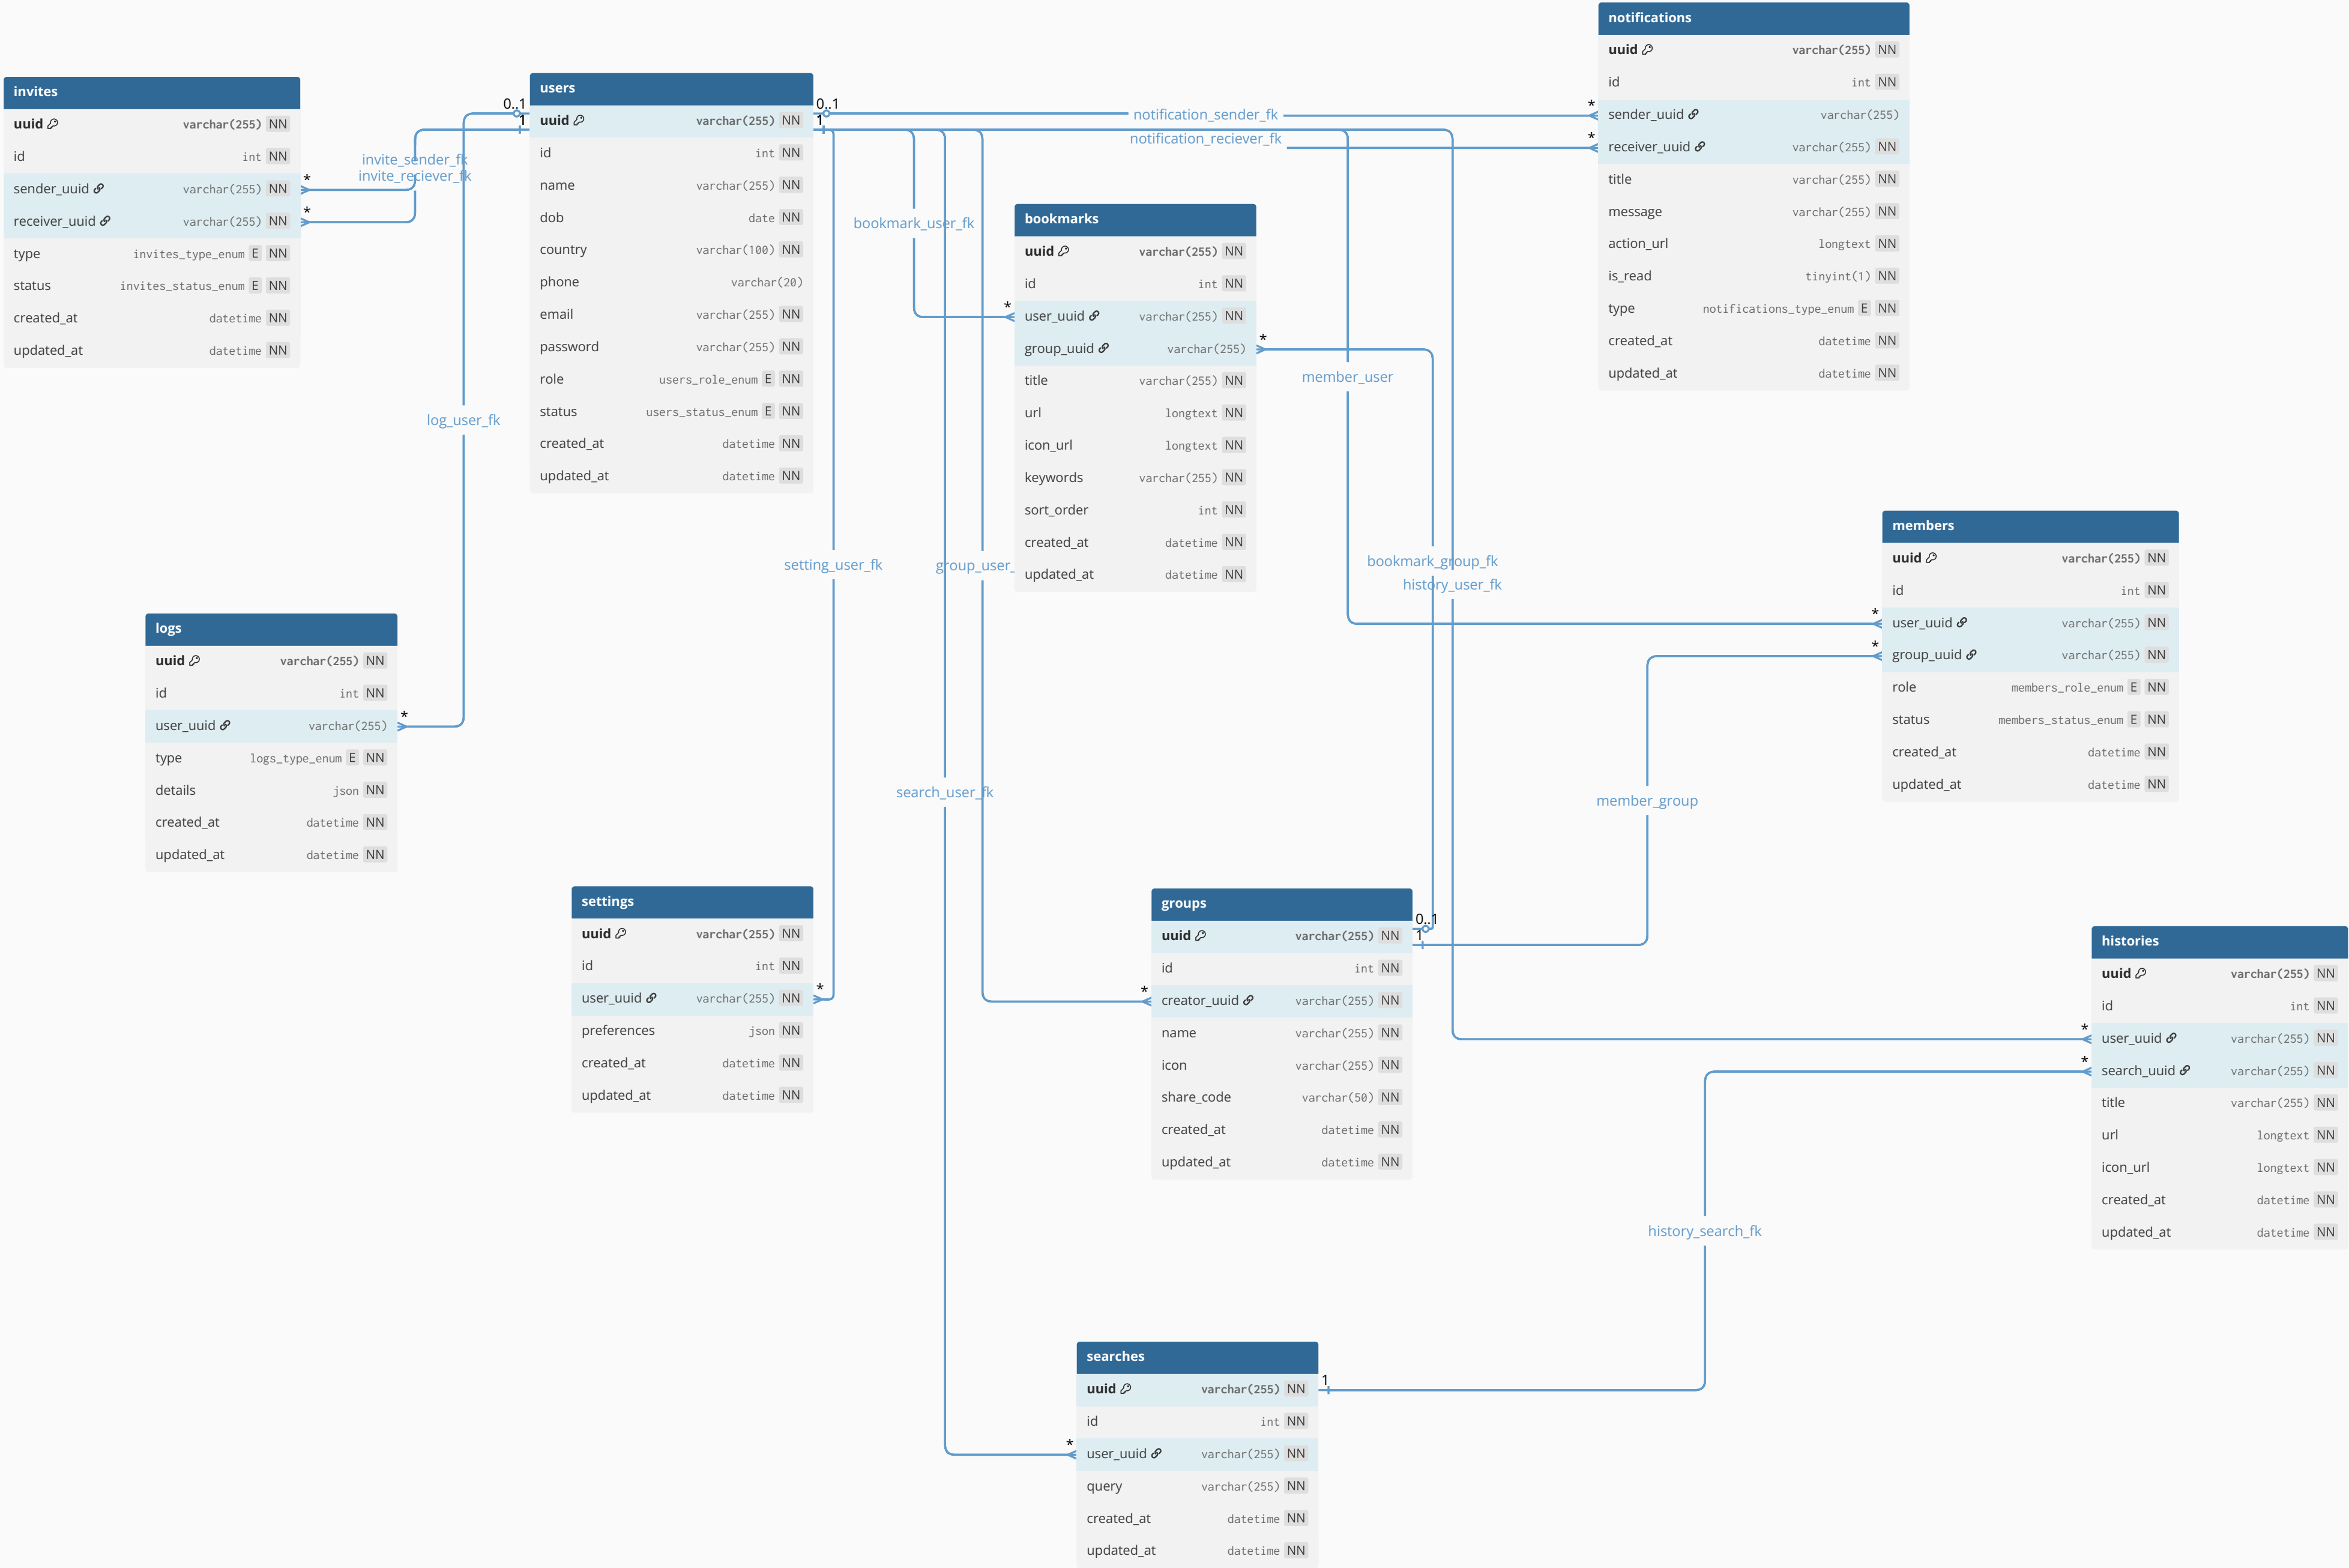 invites
uuid varchar(255) NN
id int NN
sender_uuid varchar(255) NN
receiver_uuid varchar(255) NN
type invites_type_enum E NN
status invites_status_enum E NN
created_at datetime NN
updated_at datetime NN
*
*
invite_sender_fk
invite_reciever_fk
0..1
1
log_user_fk
users
uuid varchar(255) NN
id int NN
name varchar(255) NN
dob date NN
country varchar(100) NN
phone varchar(20)
email varchar(255) NN
password varchar(255) NN
role users_role_enum E NN
status users_status_enum E NN
created_at datetime NN
updated_at datetime NN
0..1
1
notification_sender_fk
notification_reciever_fk
*
*
notifications
uuid varchar(255) NN
id int NN
sender_uuid varchar(255)
receiver_uuid varchar(255) NN
title varchar(255) NN
message varchar(255) NN
action_url longtext NN
is_read tinyint(1) NN
type notifications_type_enum E NN
created_at datetime NN
updated_at datetime NN
bookmark_user_fk
*
bookmarks
uuid varchar(255) NN
id int NN
user_uuid varchar(255) NN
group_uuid varchar(255)
title varchar(255) NN
url longtext NN
icon_url longtext NN
keywords varchar(255) NN
sort_order int NN
created_at datetime NN
updated_at datetime NN
*
member_user
bookmark_group_fk
history_user_fk
setting_user_fk
group_user_
search_user_fk
members
uuid varchar(255) NN
id int NN
user_uuid varchar(255) NN
group_uuid varchar(255) NN
role members_role_enum E NN
status members_status_enum E NN
created_at datetime NN
updated_at datetime NN
*
*
member_group
logs
uuid varchar(255) NN
id int NN
user_uuid varchar(255)
type logs_type_enum E NN
details json NN
created_at datetime NN
updated_at datetime NN
*
settings
uuid varchar(255) NN
id int NN
user_uuid varchar(255) NN
preferences json NN
created_at datetime NN
updated_at datetime NN
*
groups
uuid varchar(255) NN
id int NN
creator_uuid varchar(255) NN
name varchar(255) NN
icon varchar(255) NN
share_code varchar(50) NN
created_at datetime NN
updated_at datetime NN
*
0..1
1
histories
uuid varchar(255) NN
id int NN
user_uuid varchar(255) NN
search_uuid varchar(255) NN
title varchar(255) NN
url longtext NN
icon_url longtext NN
created_at datetime NN
updated_at datetime NN
*
*
history_search_fk
searches
uuid varchar(255) NN
id int NN
user_uuid varchar(255) NN
query varchar(255) NN
created_at datetime NN
updated_at datetime NN
1
*